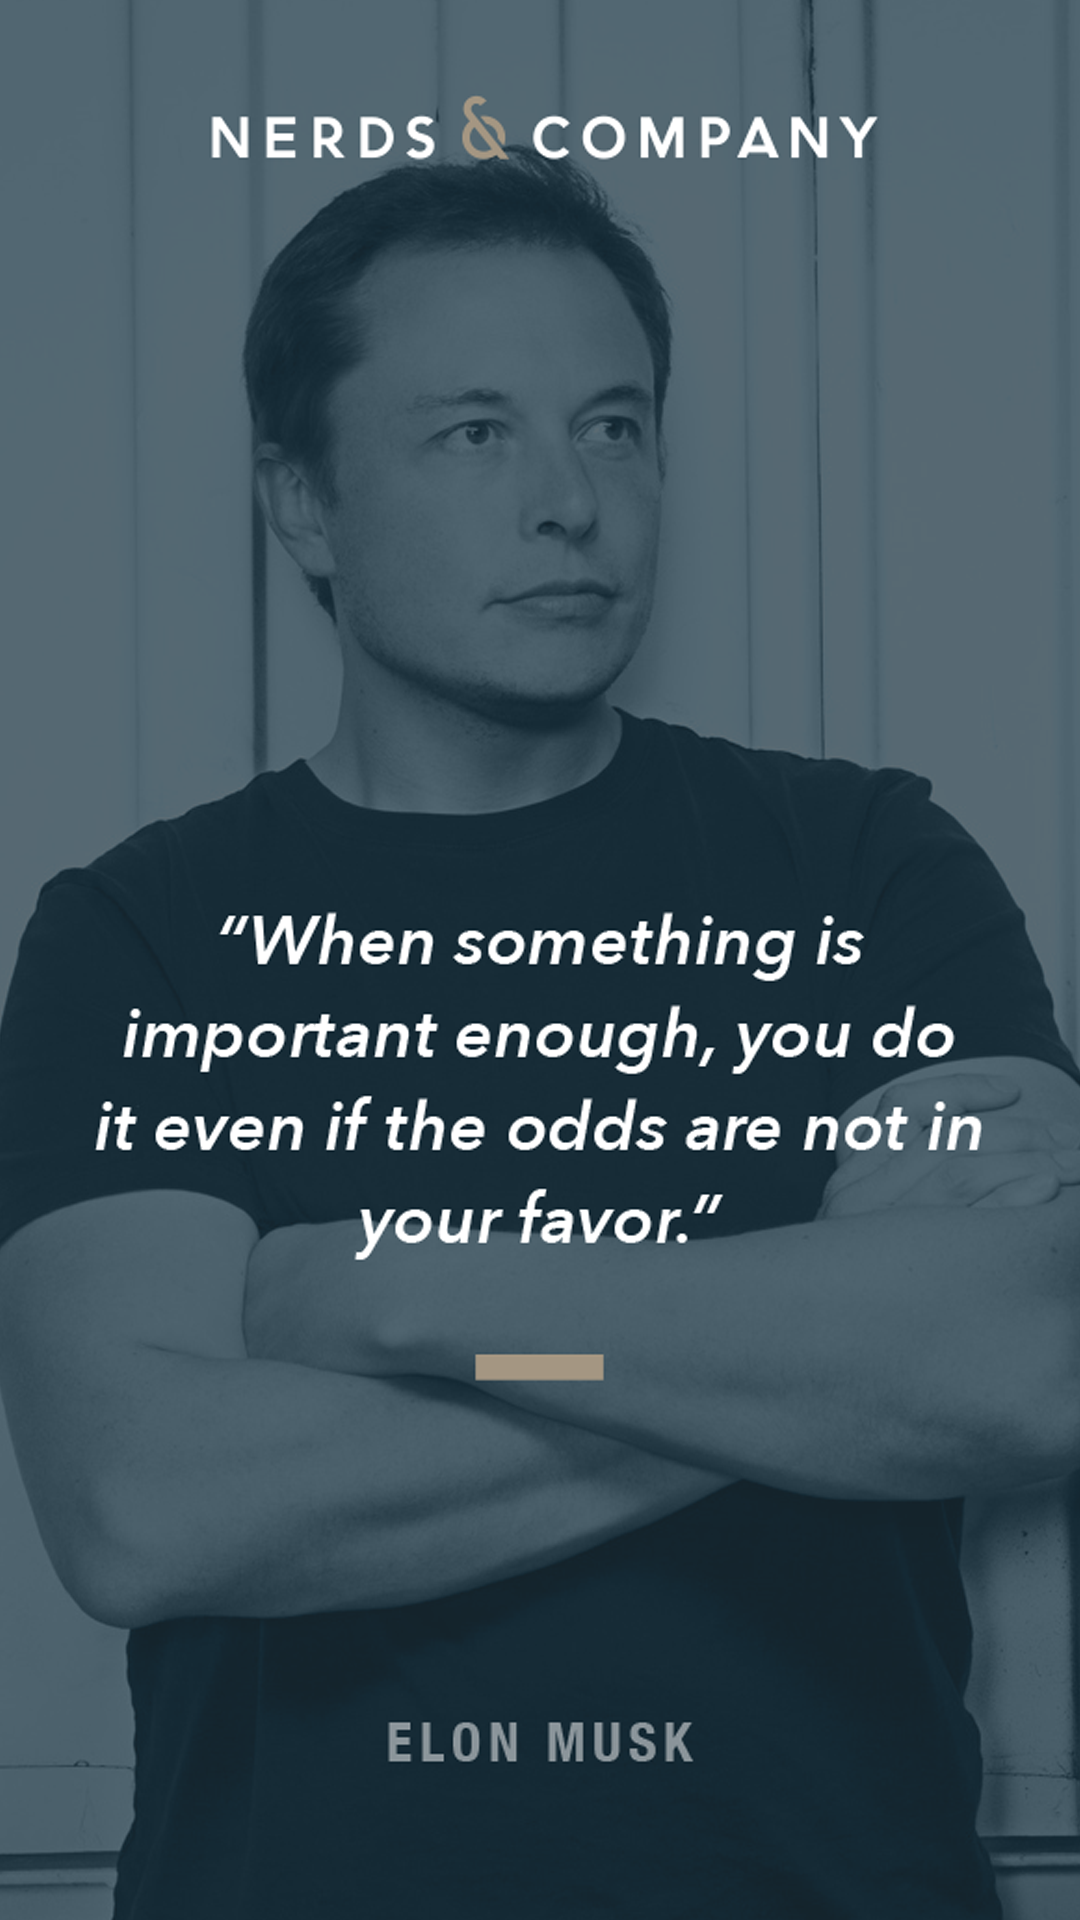 NERDS & COMPANY
“When something is
important enough, you do
it even if the odds are not in
your favor.”
ELON MUSK